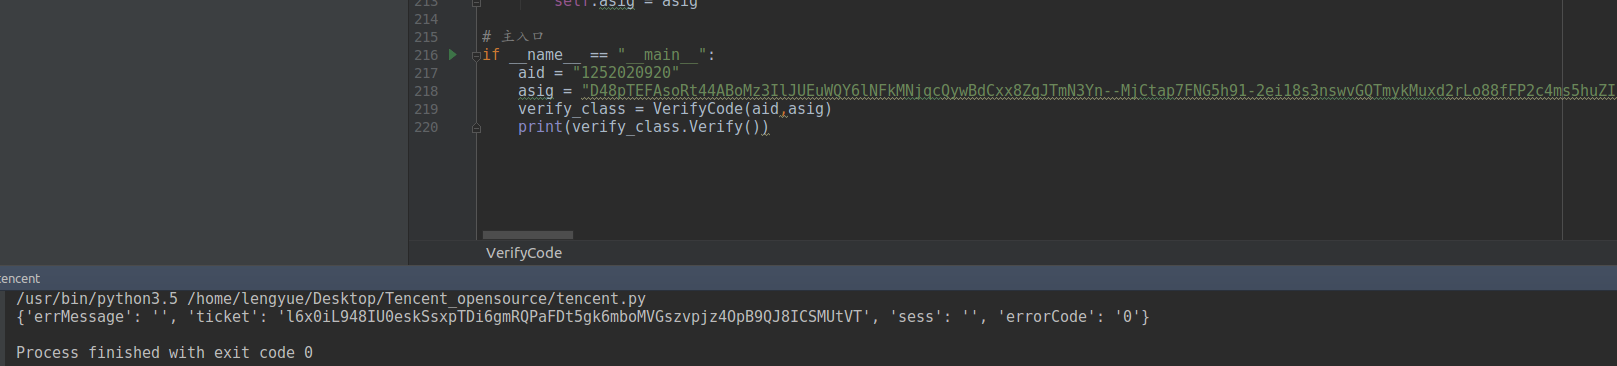 213 self.asig = asig
214
215 # 主入口
216 if __name__ == "__main__":
217 aid = "1252020920"
218 asig = "D48pTEFAsoRt44ABoMz3IlJUEuWQY6lNFkMNjqcQywBdCxx8ZgJTmN3Yn--MjCtap7FNG5h91-2ei18s3nswvGQTmykMuxd2rLo88fFP2c4ms5huZI
219 verify_class = VerifyCode(aid,asig)
220 print(verify_class.Verify())
VerifyCode
tencent
/usr/bin/python3.5 /home/lengyue/Desktop/Tencent_opensource/tencent.py
{'errMessage': '', 'ticket': 'l6x0iL948IU0eskSsxpTDi6gmRQPaFDt5gk6mboMVGszvpjz4OpB9QJ8ICSMUtVT', 'sess': '', 'errorCode': '0'}
Process finished with exit code 0